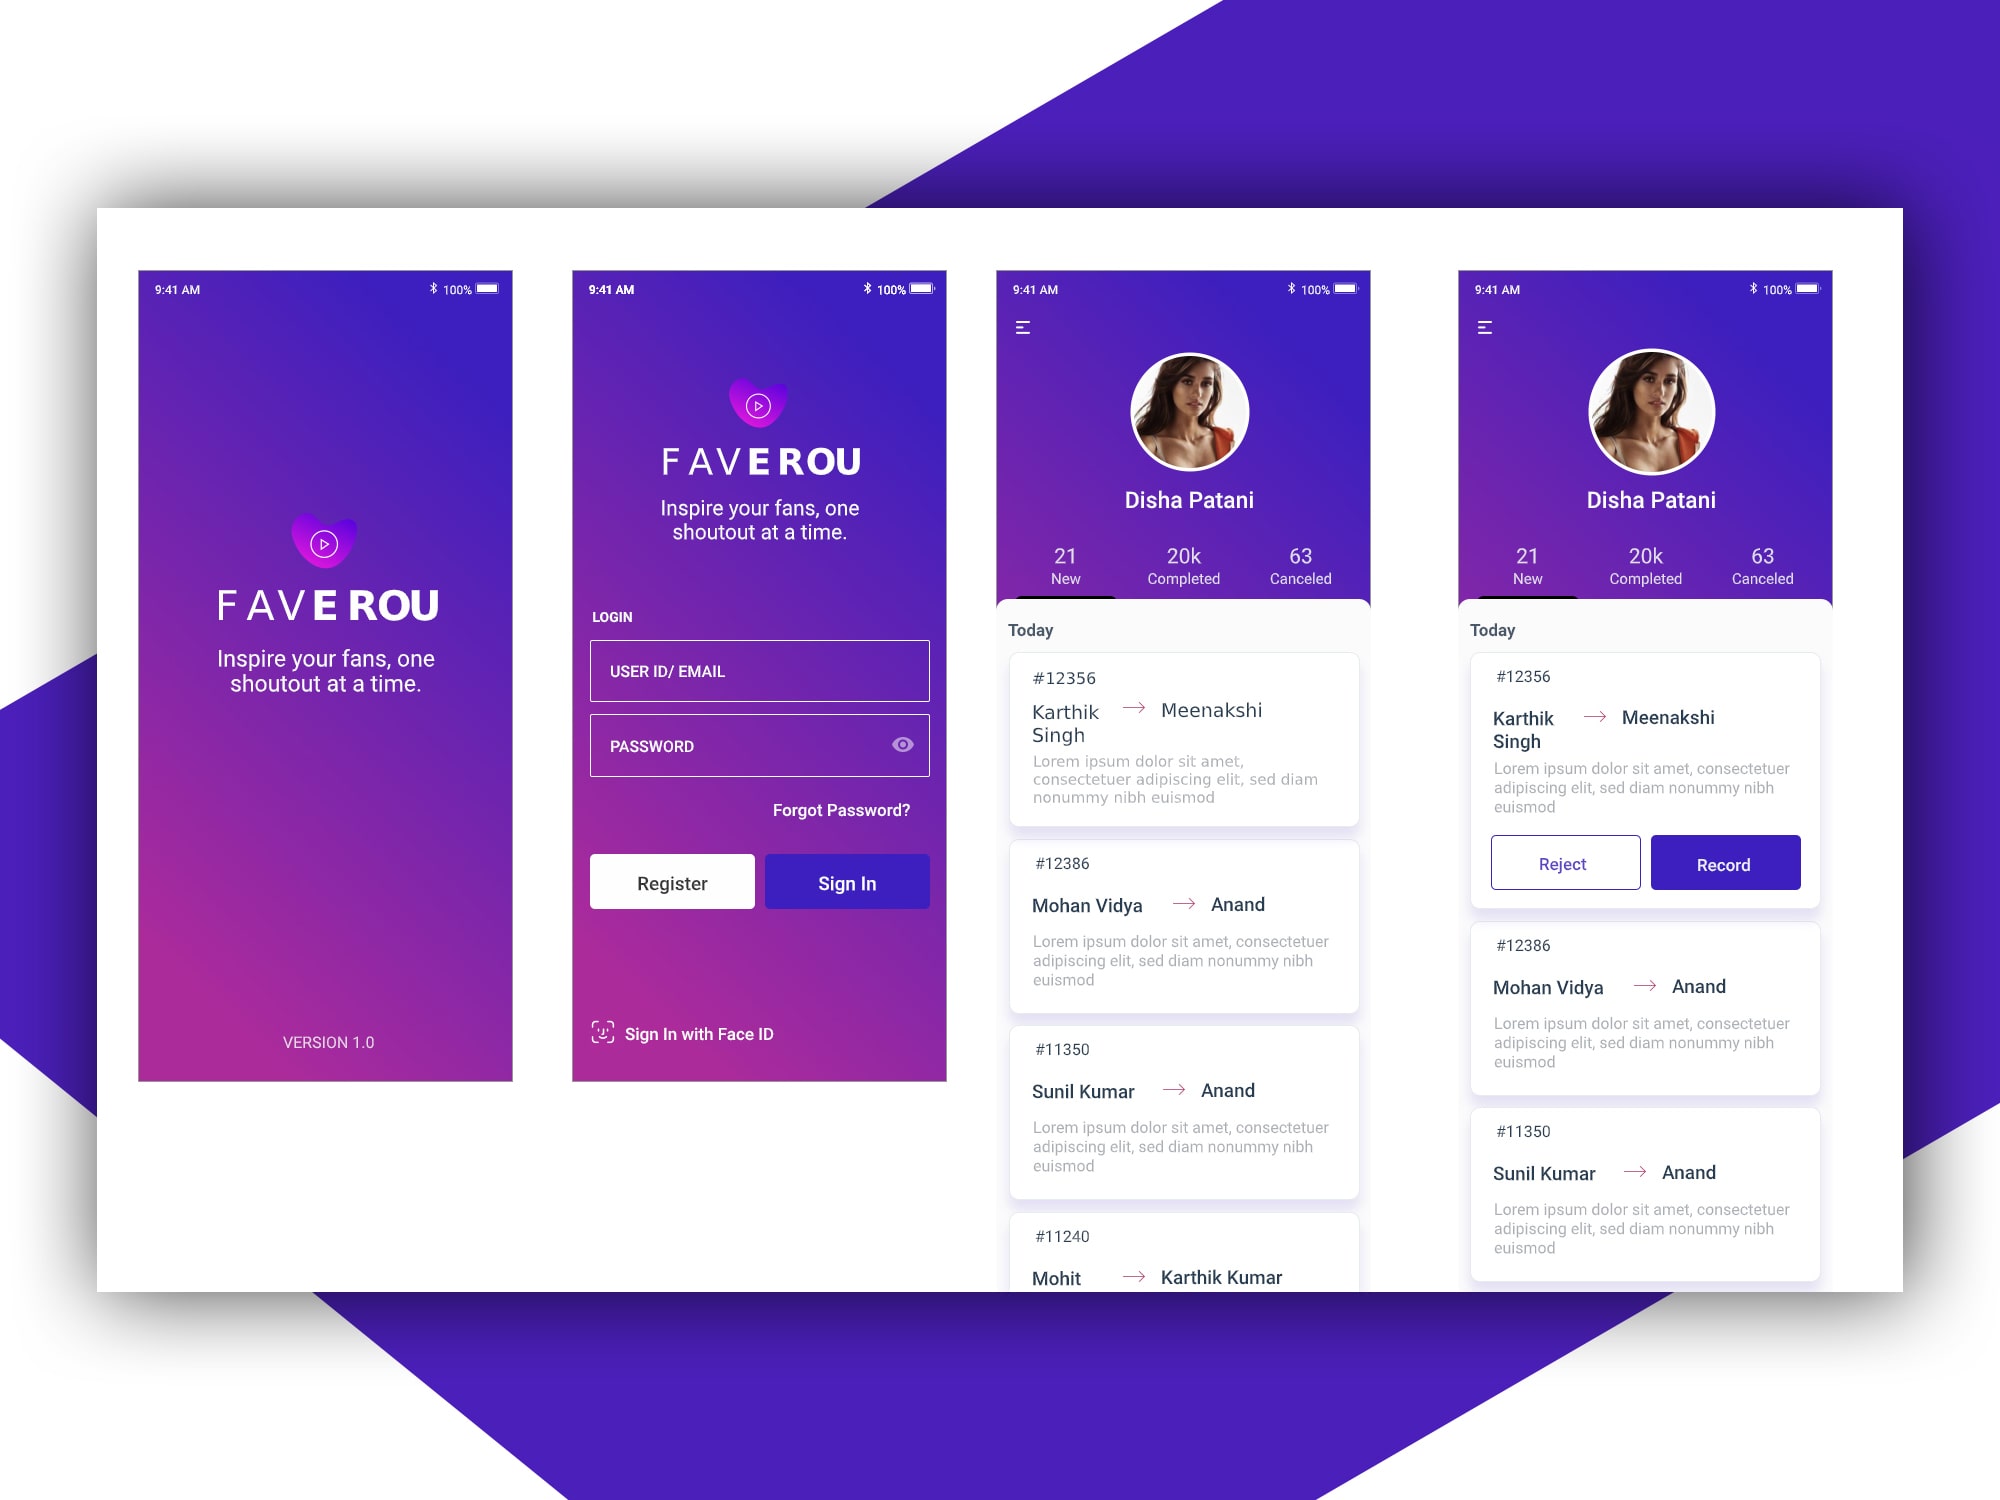 9:41 AM 100%
FAVEROU
Inspire your fans, one
shoutout at a time.
VERSION 1.0
9:41 AM 100%
FAVEROU
Inspire your fans, one
shoutout at a time.
LOGIN
USER ID/ EMAIL
PASSWORD
Forgot Password?
Register Sign In
Sign In with Face ID
9:41 AM 100%
Disha Patani
21 20k 63
New Completed Canceled
Today
#12356
Karthik → Meenakshi
Singh
Lorem ipsum dolor sit amet,
consectetuer adipiscing elit, sed diam
nonummy nibh euismod
#12386
Mohan Vidya → Anand
Lorem ipsum dolor sit amet, consectetuer
adipiscing elit, sed diam nonummy nibh
euismod
#11350
Sunil Kumar → Anand
Lorem ipsum dolor sit amet, consectetuer
adipiscing elit, sed diam nonummy nibh
euismod
#11240
Mohit → Karthik Kumar
9:41 AM 100%
Disha Patani
21 20k 63
New Completed Canceled
Today
#12356
Karthik → Meenakshi
Singh
Lorem ipsum dolor sit amet, consectetuer
adipiscing elit, sed diam nonummy nibh
euismod
Reject Record
#12386
Mohan Vidya → Anand
Lorem ipsum dolor sit amet, consectetuer
adipiscing elit, sed diam nonummy nibh
euismod
#11350
Sunil Kumar → Anand
Lorem ipsum dolor sit amet, consectetuer
adipiscing elit, sed diam nonummy nibh
euismod